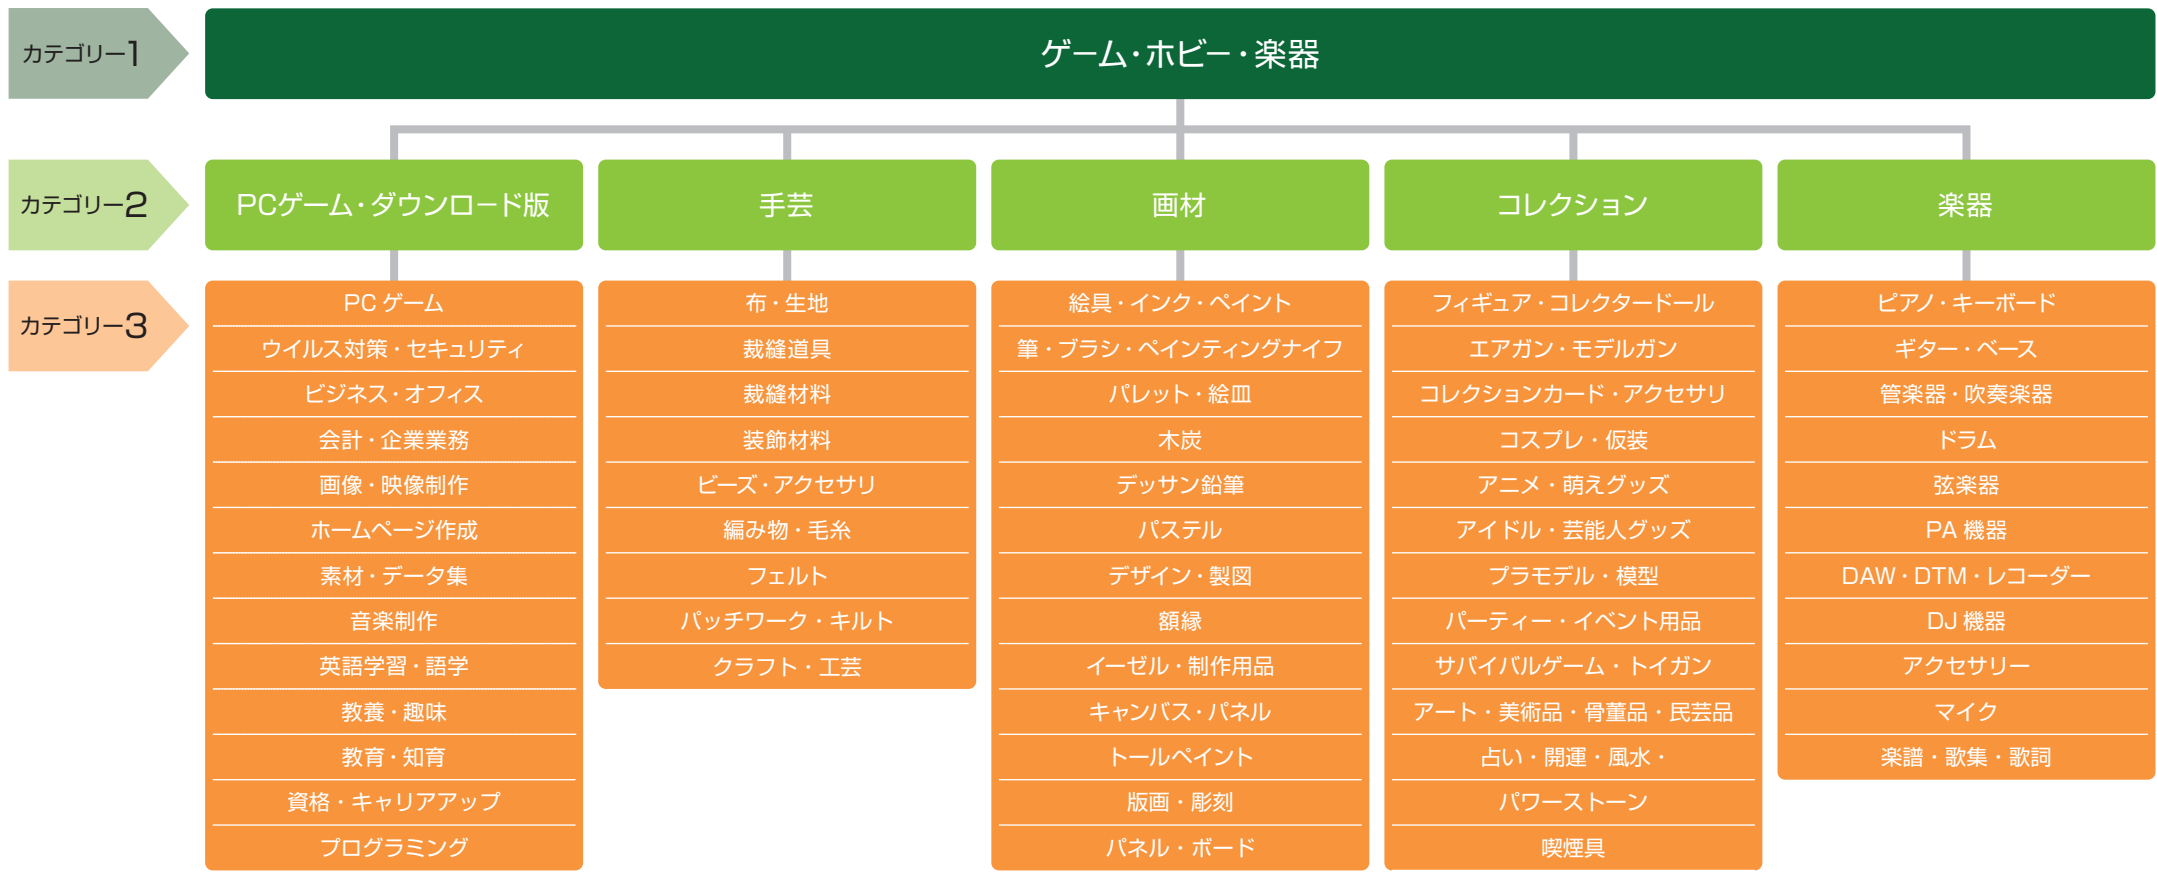 カテゴリー1
ゲーム・ホビー・楽器
カテゴリー2
PCゲーム・ダウンロード版
手芸
画材
コレクション
楽器
カテゴリー3
PC ゲーム
ウイルス対策・セキュリティ
ビジネス・オフィス
会計・企業業務
画像・映像制作
ホームページ作成
素材・データ集
音楽制作
英語学習・語学
教養・趣味
教育・知育
資格・キャリアアップ
プログラミング
布・生地
裁縫道具
裁縫材料
装飾材料
ビーズ・アクセサリ
編み物・毛糸
フェルト
パッチワーク・キルト
クラフト・工芸
絵具・インク・ペイント
筆・ブラシ・ペインティングナイフ
パレット・絵皿
木炭
デッサン鉛筆
パステル
デザイン・製図
額縁
イーゼル・制作用品
キャンバス・パネル
トールペイント
版画・彫刻
パネル・ボード
フィギュア・コレクタードール
エアガン・モデルガン
コレクションカード・アクセサリ
コスプレ・仮装
アニメ・萌えグッズ
アイドル・芸能人グッズ
プラモデル・模型
パーティー・イベント用品
サバイバルゲーム・トイガン
アート・美術品・骨董品・民芸品
占い・開運・風水・
パワーストーン
喫煙具
ピアノ・キーボード
ギター・ベース
管楽器・吹奏楽器
ドラム
弦楽器
PA 機器
DAW・DTM・レコーダー
DJ 機器
アクセサリー
マイク
楽譜・歌集・歌詞